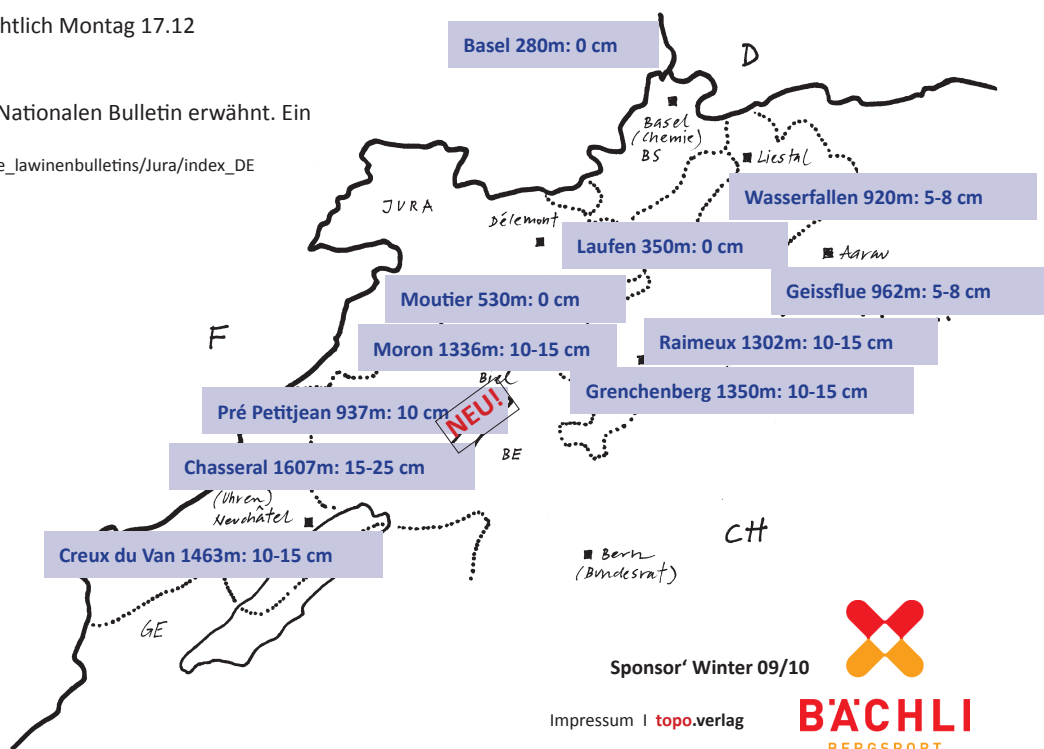 htlich Montag 17.12
Basel 280m: 0 cm
D
Nationalen Bulletin erwähnt. Ein
Basel
(Chemie)
BS
Liestal
e_lawinenbulletins/Jura/index_DE
Wasserfallen 920m: 5-8 cm
JURA
Délemont
Laufen 350m: 0 cm
Aarau
Moutier 530m: 0 cm
Geissflue 962m: 5-8 cm
F
Moron 1336m: 10-15 cm
Raimeux 1302m: 10-15 cm
Biel
Grenchenberg 1350m: 10-15 cm
Pré Petitjean 937m: 10 cm
NEU!
BE
Chasseral 1607m: 15-25 cm
(Uhren)
Neuchâtel
CH
Creux du Van 1463m: 10-15 cm
Bern
(Bundesrat)
GE
Sponsor' Winter 09/10
Impressum I topo.verlag
BÄCHLI
BERGSPORT